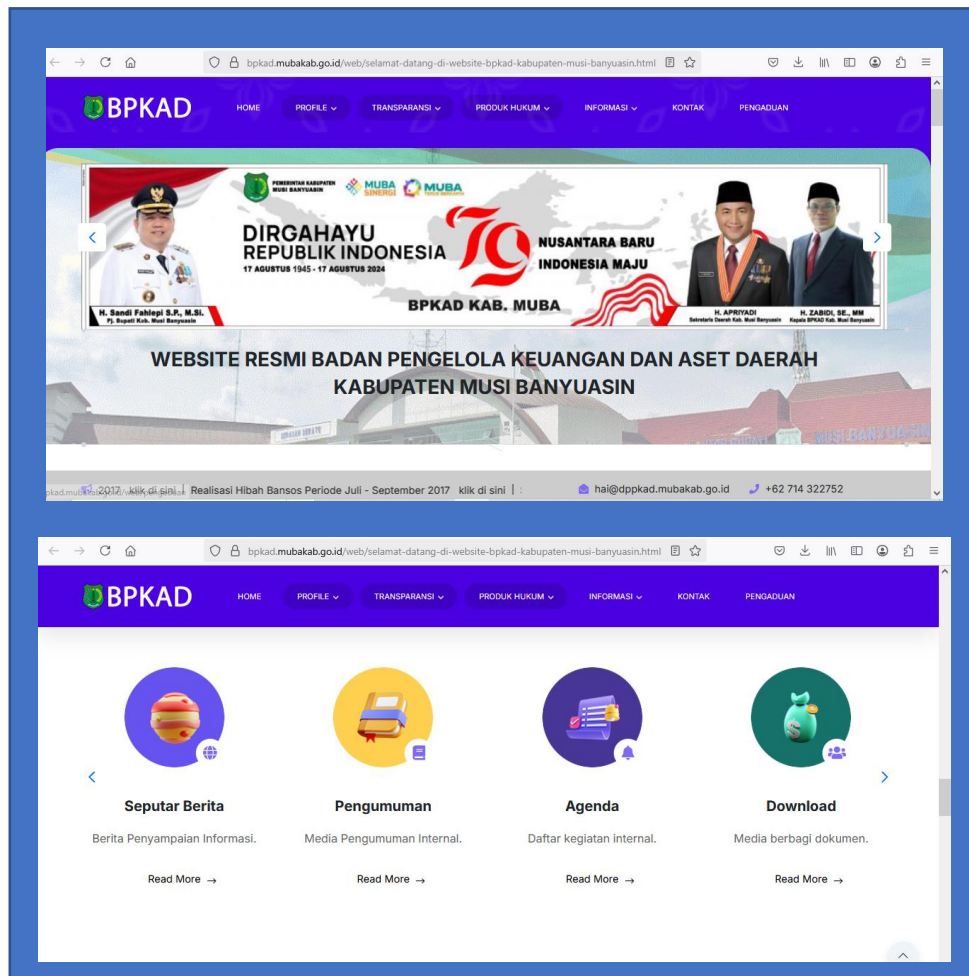 bpkad.mubakab.go.id/web/selamat-datang-di-website-bpkad-kabupaten-musi-banyuasin.html
BPKAD HOME PROFILE TRANSPARANSI PRODUK HUKUM INFORMASI KONTAK PENGADUAN
PEMERINTAH KABUPATEN
MUSI BANYUASIN
MUBA
SINERGI
MUBA
DIRGAHAYU
REPUBLIK INDONESIA
17 AGUSTUS 1945 - 17 AGUSTUS 2024
79
NUSANTARA BARU
INDONESIA MAJU
BPKAD KAB. MUBA
H. Sandi Fahlepi S.P., M.Si.
Pj. Bupati Kab. Musi Banyuasin
H. APRIYADI
Sekretaris Daerah Kab. Musi Banyuasin
H. ZABIDI, SE., MM
Kepala BPKAD Kab. Musi Banyuasin
WEBSITE RESMI BADAN PENGELOLA KEUANGAN DAN ASET DAERAH
KABUPATEN MUSI BANYUASIN
2017 klik di sini | Realisasi Hibah Bansos Periode Juli - September 2017 klik di sini | hai@dppkad.mubakab.go.id +62 714 322752
bpkad.mubakab.go.id/web/selamat-datang-di-website-bpkad-kabupaten-musi-banyuasin.html
BPKAD HOME PROFILE TRANSPARANSI PRODUK HUKUM INFORMASI KONTAK PENGADUAN
Seputar Berita Pengumuman Agenda Download
Berita Penyampaian Informasi. Media Pengumuman Internal. Daftar kegiatan internal. Media berbagi dokumen.
Read More → Read More → Read More → Read More →